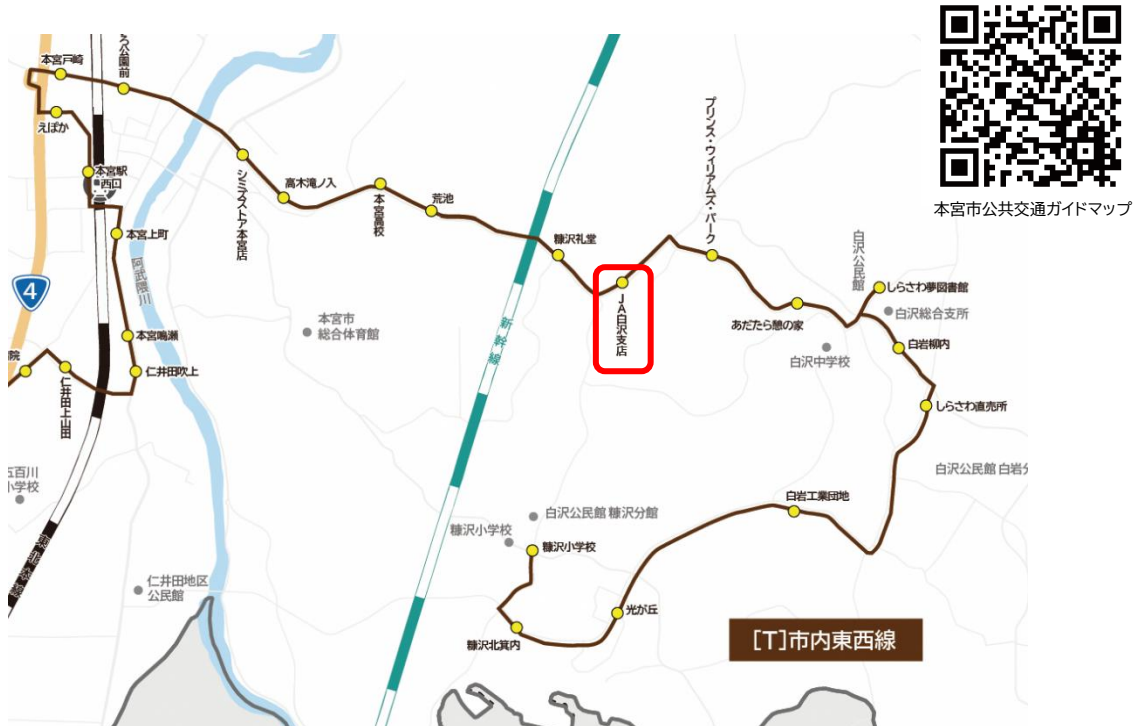 本宮戸崎
ろパ公園前
えぽか
本宮駅
西口
本宮上町
4
阿武隈川
シミズストア本宮店
高木滝ノ入
本宮高校
荒池
本宮市
総合体育館
新幹線
糠沢礼堂
JA白沢支店
プリンス・ウィリアムズ・パーク
あだたら憩の家
白沢公民館
しらさわ夢図書館
白沢総合支所
白沢中学校
白岩柳内
しらさわ直売所
白沢公民館 白岩分
本宮鳴瀬
仁井田吹上
院
仁井田上山田
五百川
小学校
仁井田地区
公民館
白岩工業団地
白沢公民館 糠沢分館
糠沢小学校
糠沢小学校
光が丘
糠沢北箕内
[T]市内東西線
本宮市公共交通ガイドマップ